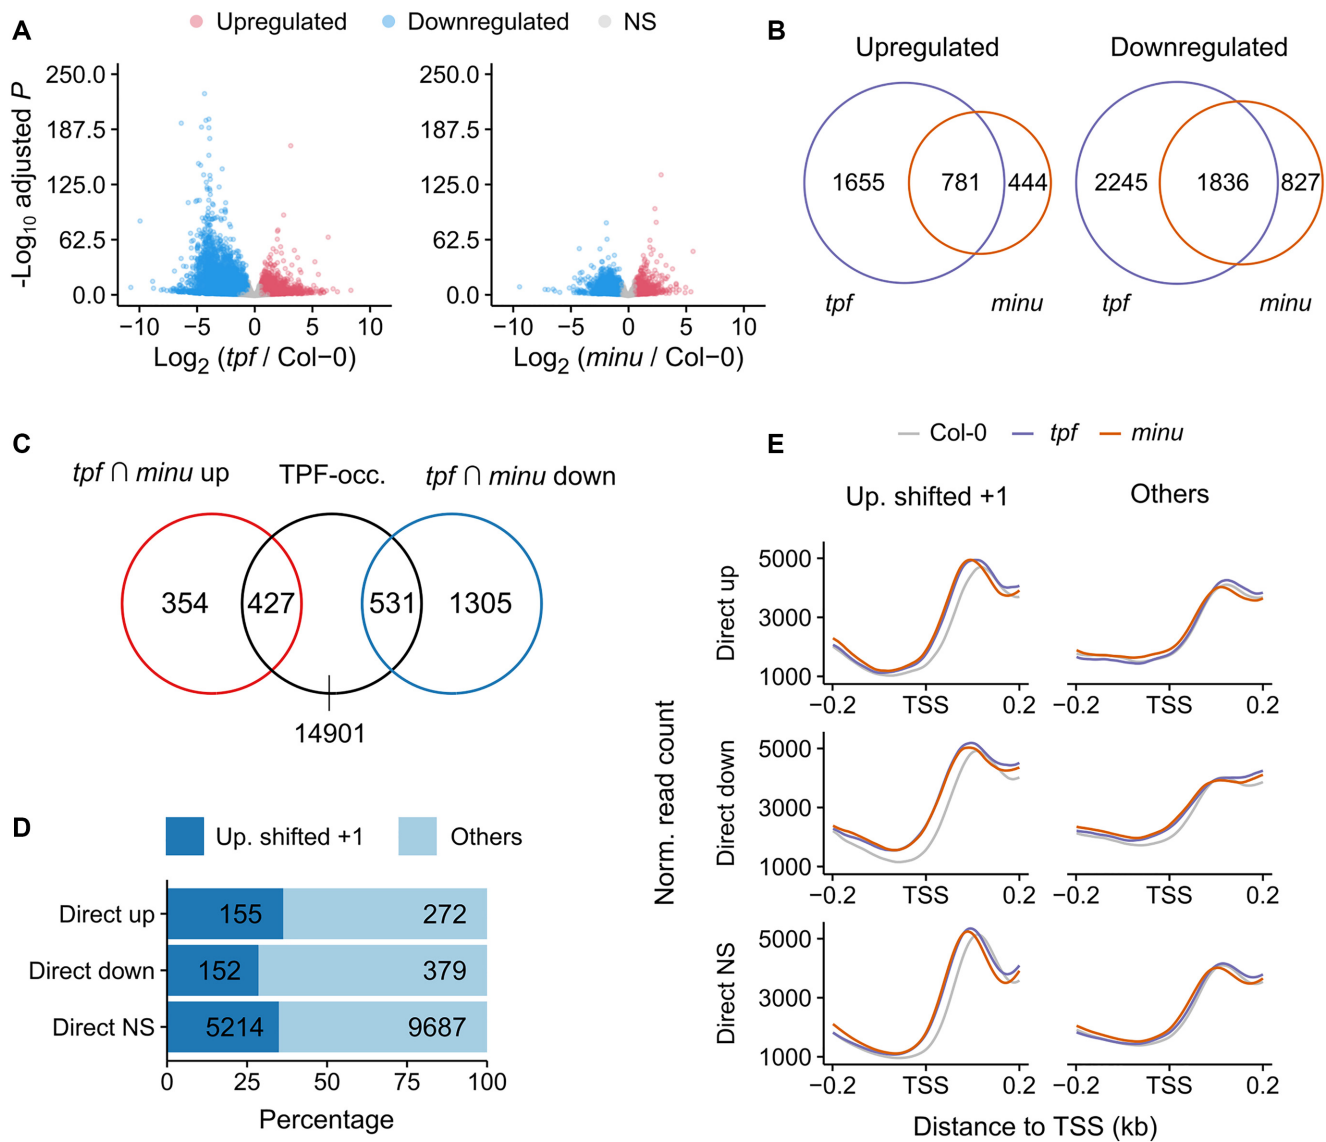 A
Upregulated Downregulated NS
-Log10 adjusted P
250.0
187.5
125.0
62.5
0.0
−10 −5 0 5 10
Log2 (tpf / Col−0)
250.0
187.5
125.0
62.5
0.0
−10 −5 0 5 10
Log2 (minu / Col−0)
B
Upregulated
1655 781 444
tpf minu
Downregulated
2245 1836 827
tpf minu
C
tpf ∩ minu up TPF-occ. tpf ∩ minu down
354 427 531 1305
14901
D
Up. shifted +1 Others
Direct up 155 272
Direct down 152 379
Direct NS 5214 9687
0 25 50 75 100
Percentage
E
Col-0 tpf minu
Up. shifted +1 Others
Norm. read count
Direct up
5000
3000
1000
−0.2 TSS 0.2 −0.2 TSS 0.2
Direct down
5000
3000
1000
−0.2 TSS 0.2 −0.2 TSS 0.2
Direct NS
5000
3000
1000
−0.2 TSS 0.2 −0.2 TSS 0.2
Distance to TSS (kb)